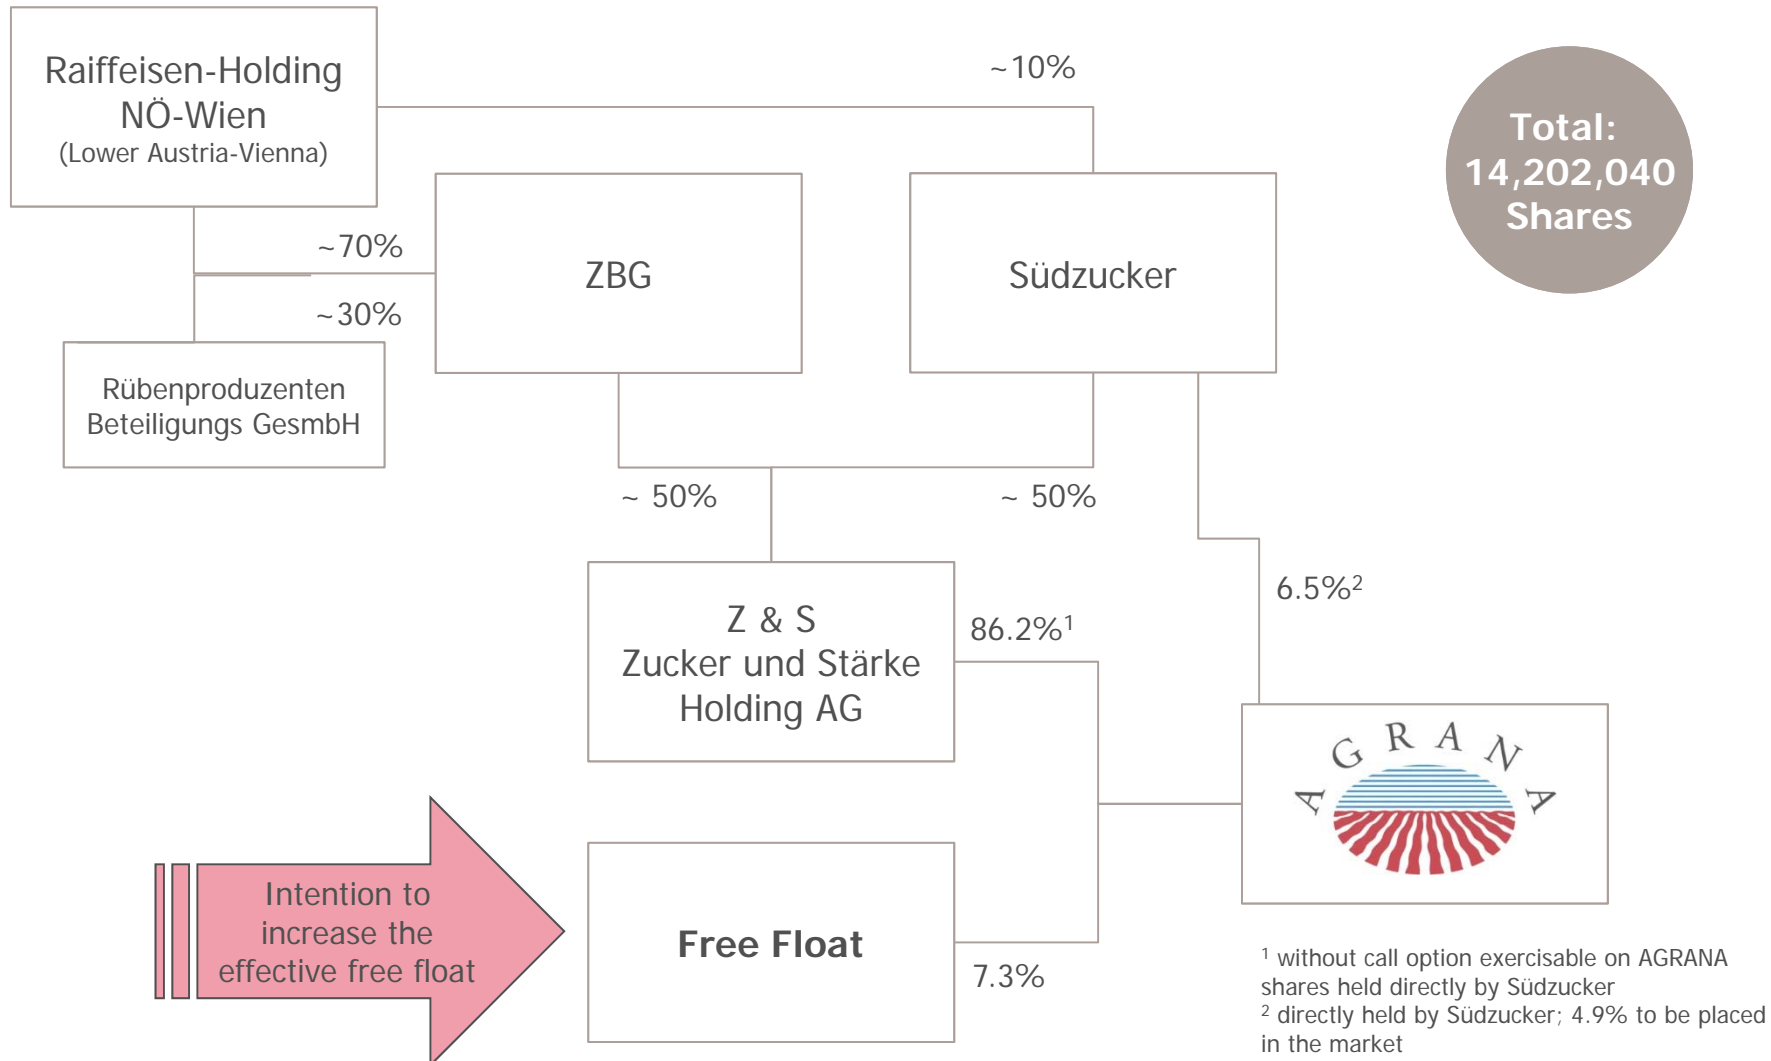 Raiffeisen-Holding
NÖ-Wien
(Lower Austria-Vienna)
~10%
Total:
14,202,040
Shares
~70%
ZBG
Südzucker
~30%
Rübenproduzenten
Beteiligungs GesmbH
~ 50%
~ 50%
6.5%²
Z & S
Zucker und Stärke
Holding AG
86.2%¹
AGRANA
Intention to
increase the
effective free float
Free Float
7.3%
¹ without call option exercisable on AGRANA
shares held directly by Südzucker
² directly held by Südzucker; 4.9% to be placed
in the market